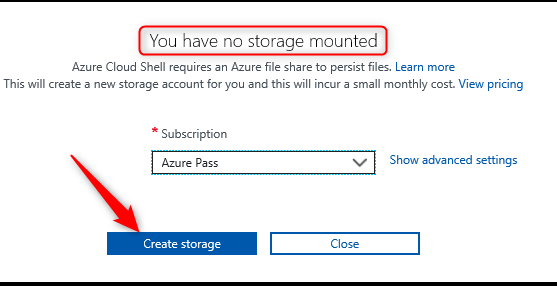 You have no storage mounted
Azure Cloud Shell requires an Azure file share to persist files. Learn more
This will create a new storage account for you and this will incur a small monthly cost. View pricing
* Subscription
Azure Pass
Show advanced settings
Create storage
Close